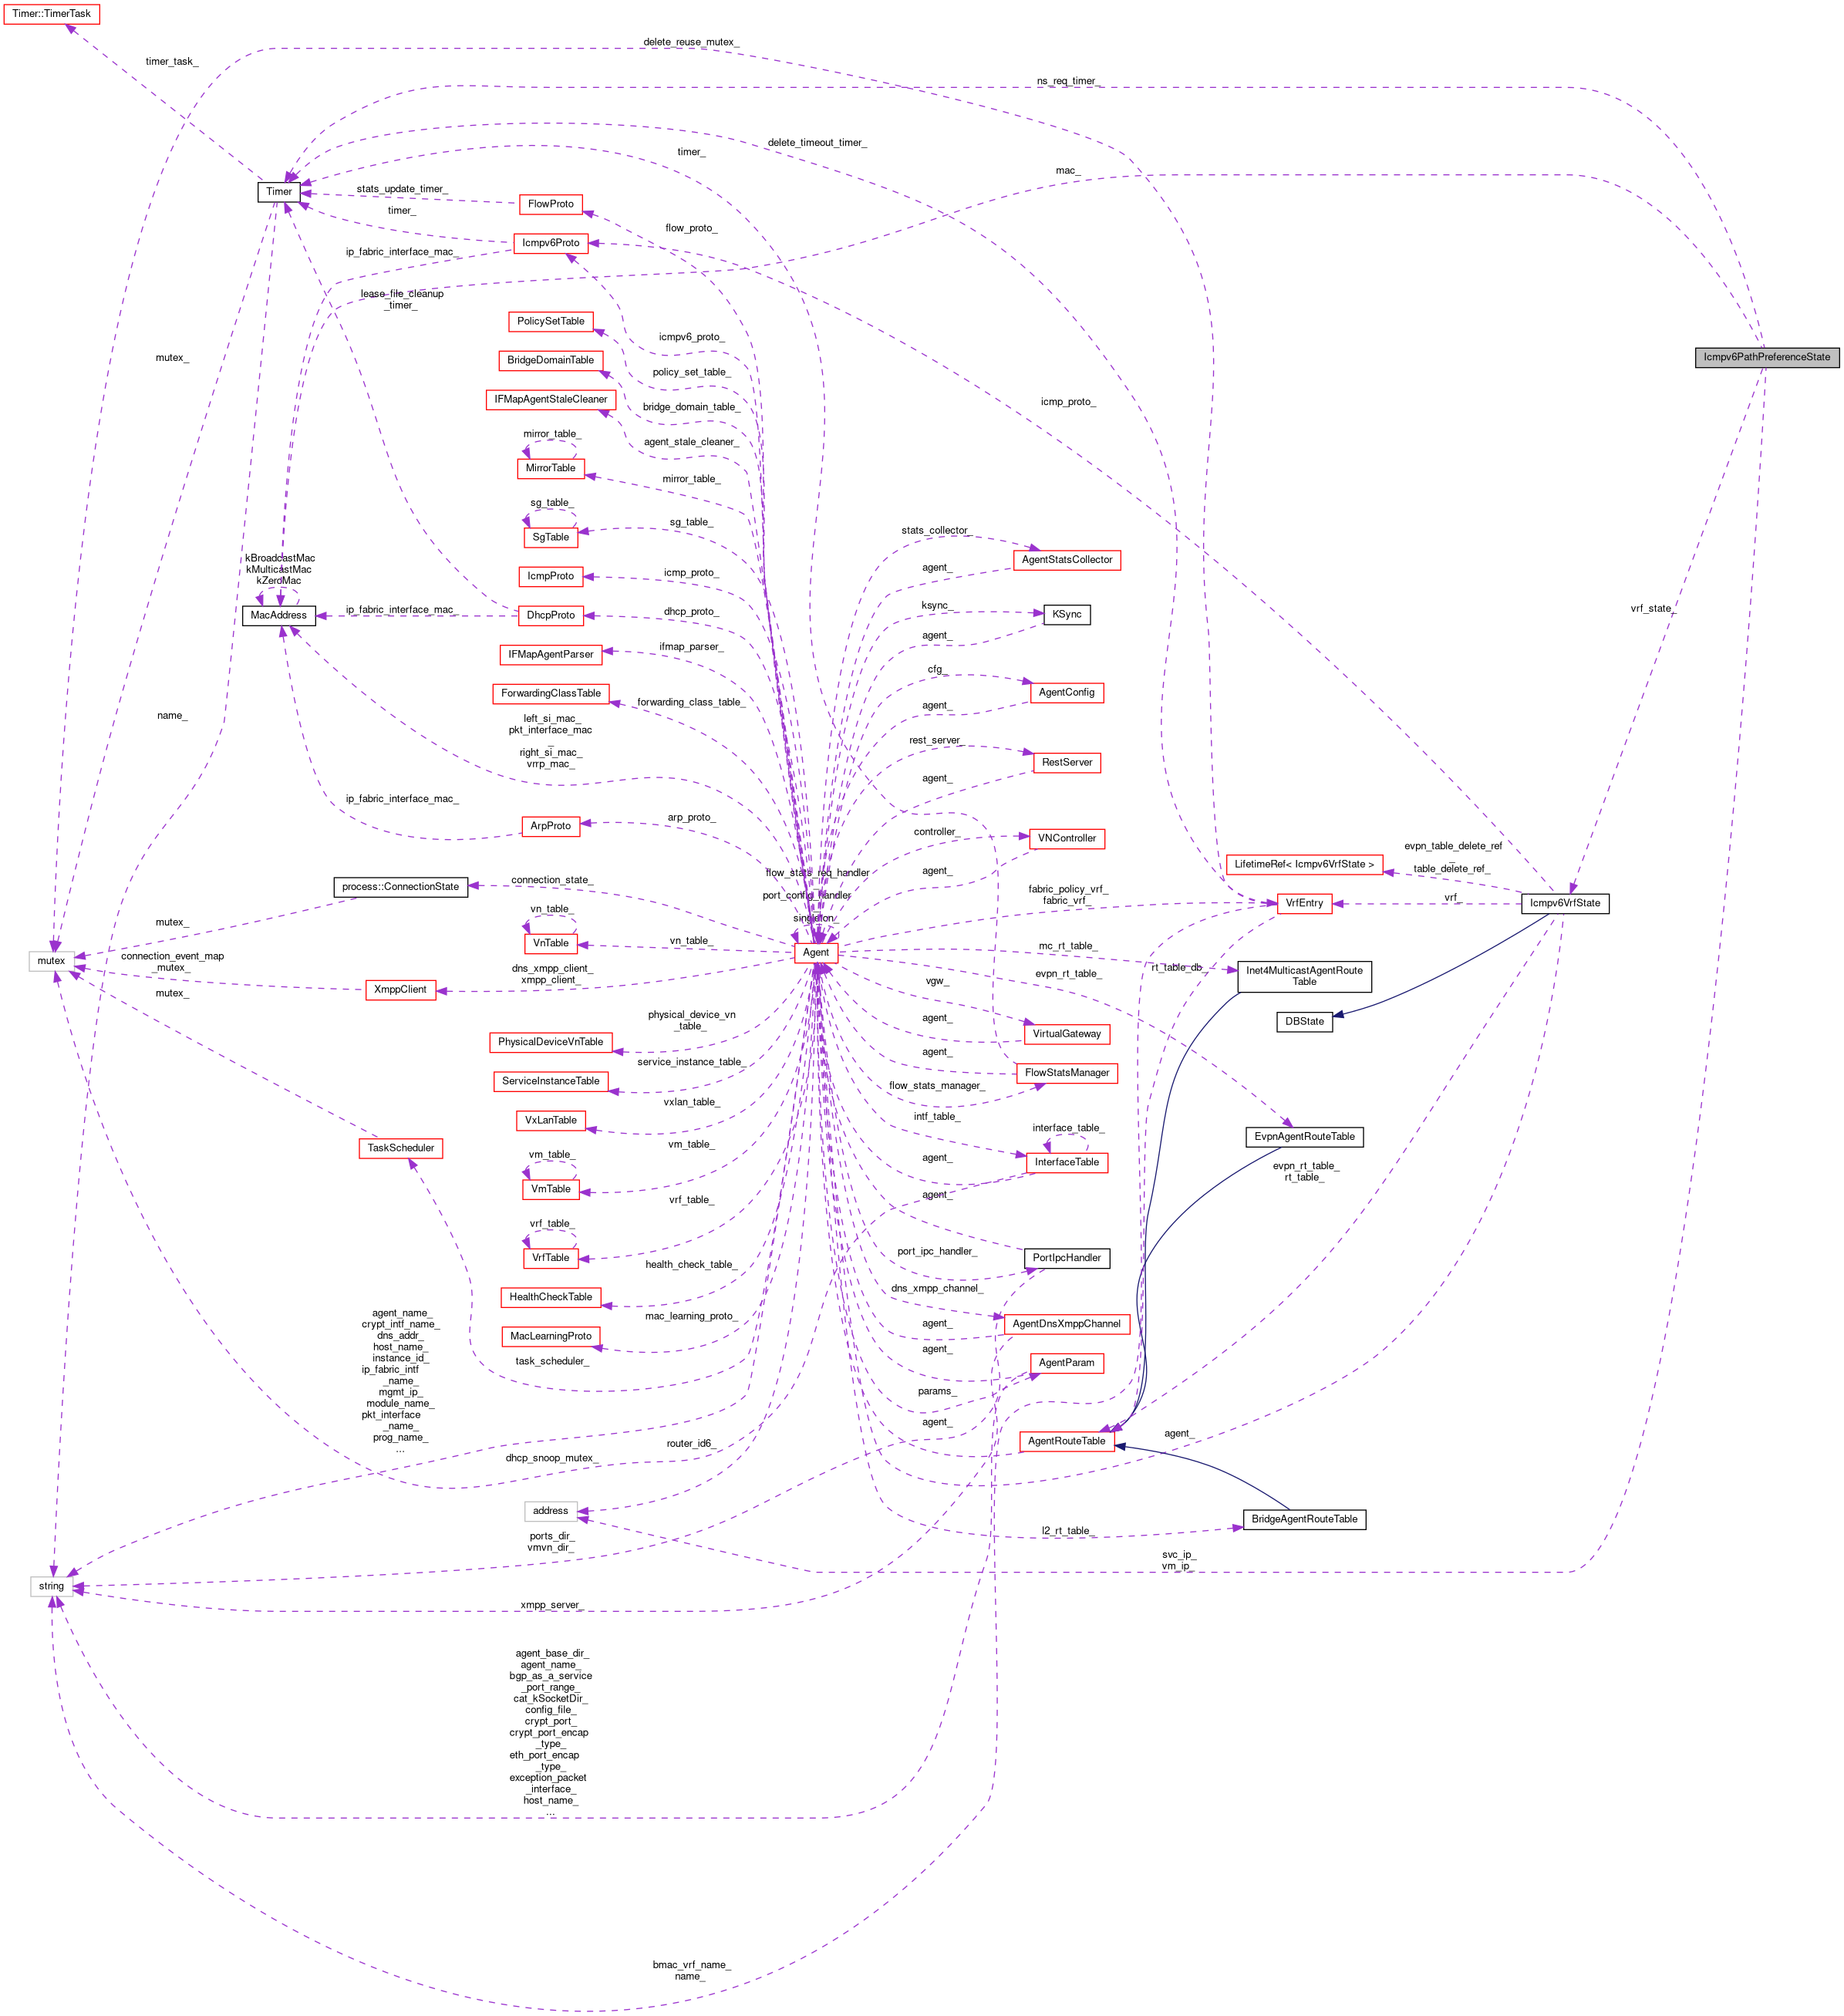 Timer::TimerTask
delete_reuse_mutex_
timer_task_
ns_req_timer_
delete_timeout_timer_
timer_
mac_
Timer
stats_update_timer_
FlowProto
timer_
flow_proto_
Icmpv6Proto
ip_fabric_interface_mac_
lease_file_cleanup
_timer_
PolicySetTable
icmpv6_proto_
mutex_
BridgeDomainTable
policy_set_table_
Icmpv6PathPreferenceState
IFMapAgentStaleCleaner
bridge_domain_table_
icmp_proto_
mirror_table_
agent_stale_cleaner_
MirrorTable
mirror_table_
sg_table_
sg_table_
stats_collector_
SgTable
AgentStatsCollector
kBroadcastMac
kMulticastMac
kZeroMac
IcmpProto
icmp_proto_
agent_
MacAddress
ip_fabric_interface_mac_
DhcpProto
dhcp_proto_
ksync_
KSync
vrf_state_
agent_
IFMapAgentParser
ifmap_parser_
cfg_
ForwardingClassTable
forwarding_class_table_
AgentConfig
agent_
name_
left_si_mac_
pkt_interface_mac
_
right_si_mac_
vrrp_mac_
rest_server_
RestServer
agent_
ip_fabric_interface_mac_
ArpProto
arp_proto_
controller_
VNController
evpn_table_delete_ref
_
table_delete_ref_
LifetimeRef< Icmpv6VrfState >
agent_
flow_stats_req_handler
_
port_config_handler
_
singleton_
process::ConnectionState
connection_state_
fabric_policy_vrf_
fabric_vrf_
VrfEntry
vrf_
Icmpv6VrfState
mutex_
vn_table_
VnTable
vn_table_
Agent
mc_rt_table_
mutex
connection_event_map
_mutex_
dns_xmpp_client_
xmpp_client_
evpn_rt_table_
rt_table_db_
Inet4MulticastAgentRoute
Table
XmppClient
mutex_
vgw_
physical_device_vn
_table_
agent_
DBState
VirtualGateway
PhysicalDeviceVnTable
service_instance_table_
agent_
FlowStatsManager
ServiceInstanceTable
flow_stats_manager_
vxlan_table_
VxLanTable
intf_table_
interface_table_
EvpnAgentRouteTable
TaskScheduler
vm_table_
vm_table_
agent_
InterfaceTable
evpn_rt_table_
rt_table_
VmTable
vrf_table_
agent_
vrf_table_
VrfTable
port_ipc_handler_
PortIpcHandler
health_check_table_
HealthCheckTable
dns_xmpp_channel_
mac_learning_proto_
agent_
AgentDnsXmppChannel
MacLearningProto
agent_name_
crypt_intf_name_
dns_addr_
host_name_
instance_id_
ip_fabric_intf
_name_
mgmt_ip_
module_name_
pkt_interface
_name_
prog_name_
...
task_scheduler_
agent_
AgentParam
params_
agent_
agent_
AgentRouteTable
router_id6_
dhcp_snoop_mutex_
address
BridgeAgentRouteTable
l2_rt_table_
ports_dir_
vmvn_dir_
svc_ip_
vm_ip_
string
xmpp_server_
agent_base_dir_
agent_name_
bgp_as_a_service
_port_range_
cat_kSocketDir_
config_file_
crypt_port_
crypt_port_encap
_type_
eth_port_encap
_type_
exception_packet
_interface_
host_name_
...
bmac_vrf_name_
name_